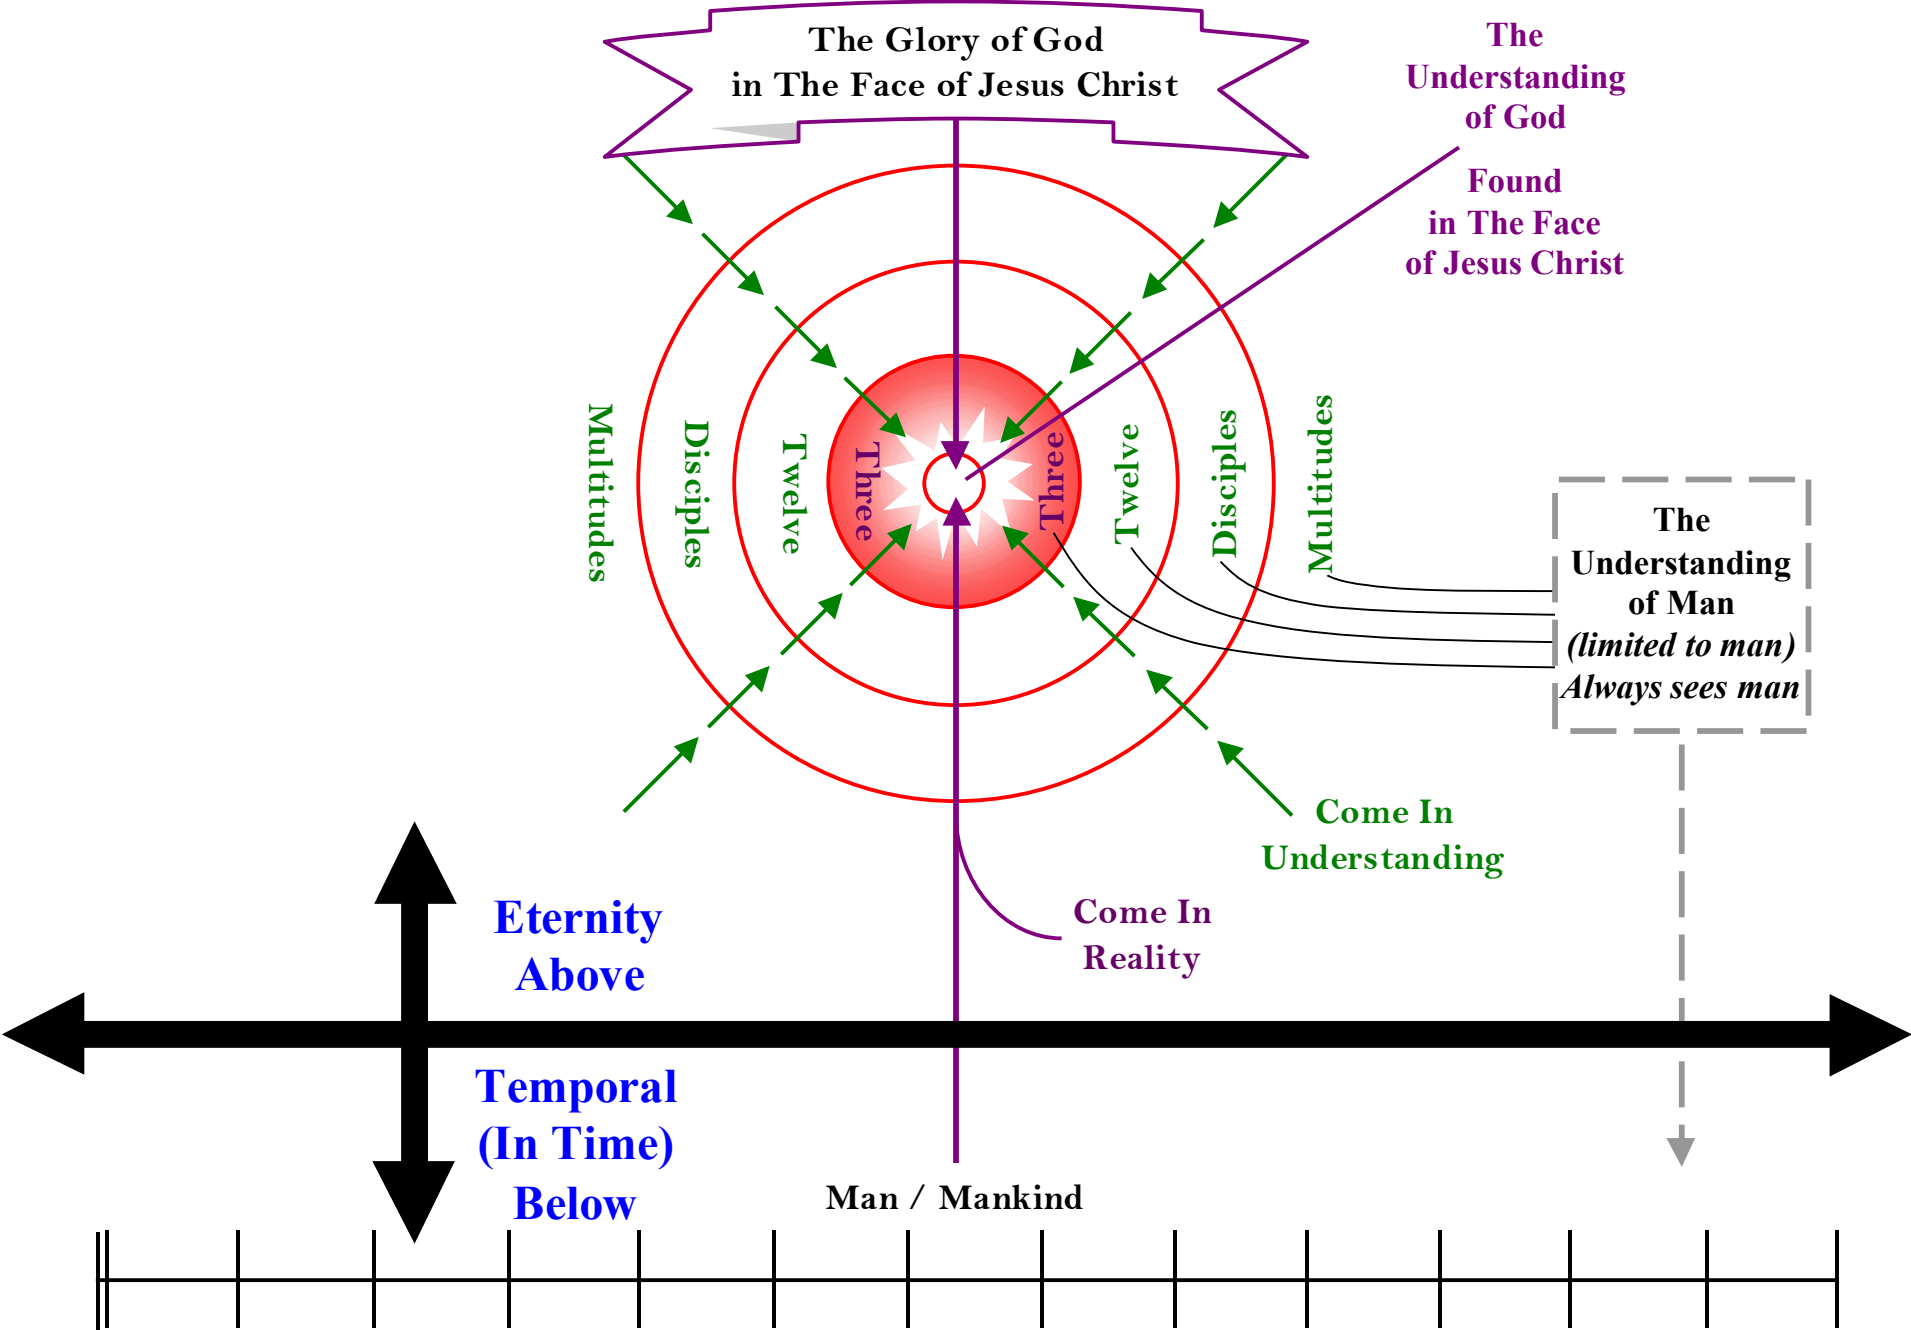 The Glory of God
in The Face of Jesus Christ
The
Understanding
of God
Found
in The Face
of Jesus Christ
Multitudes
Disciples
Twelve
Three
Three
Twelve
Disciples
Multitudes
The
Understanding
of Man
(limited to man)
Always sees man
Come In
Understanding
Come In
Reality
Eternity
Above
Temporal
(In Time)
Below
Man / Mankind